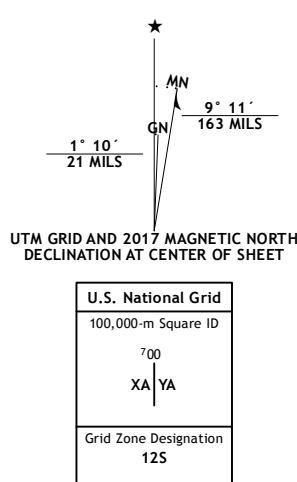 ★
MN
GN
9° 11´
163 MILS
1° 10´
21 MILS
UTM GRID AND 2017 MAGNETIC NORTH
DECLINATION AT CENTER OF SHEET
U.S. National Grid
100,000-m Square ID
⁷00
XA YA
Grid Zone Designation
12S